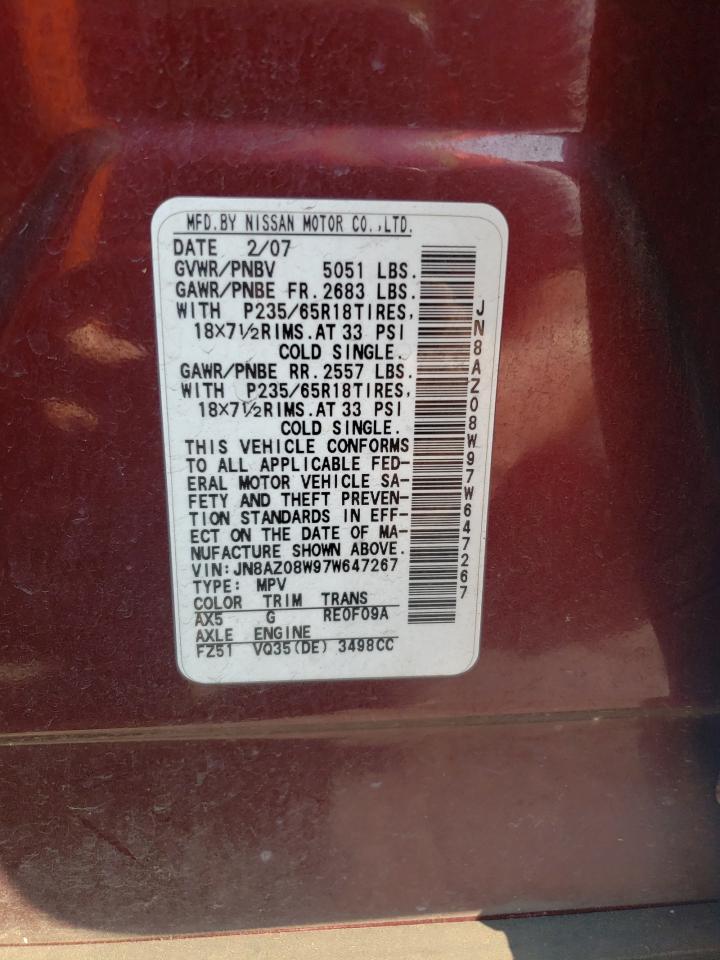 MFD.BY NISSAN MOTOR CO.,LTD.
DATE 2/07
GVWR/PNBV 5051 LBS.
GAWR/PNBE FR.2683 LBS.
WITH P235/65R18TIRES,
18×7½RIMS.AT 33 PSI
COLD SINGLE.
GAWR/PNBE RR.2557 LBS.
WITH P235/65R18TIRES,
18×7½RIMS.AT 33 PSI
COLD SINGLE.
THIS VEHICLE CONFORMS
TO ALL APPLICABLE FED-
ERAL MOTOR VEHICLE SA-
FETY AND THEFT PREVEN-
TION STANDARDS IN EFF-
ECT ON THE DATE OF MA-
NUFACTURE SHOWN ABOVE.
VIN:JN8AZ08W97W647267
TYPE: MPV
COLOR TRIM TRANS
AX5 G RE0F09A
AXLE ENGINE
FZ51 VQ35(DE) 3498CC
JN8AZ08W97W647267